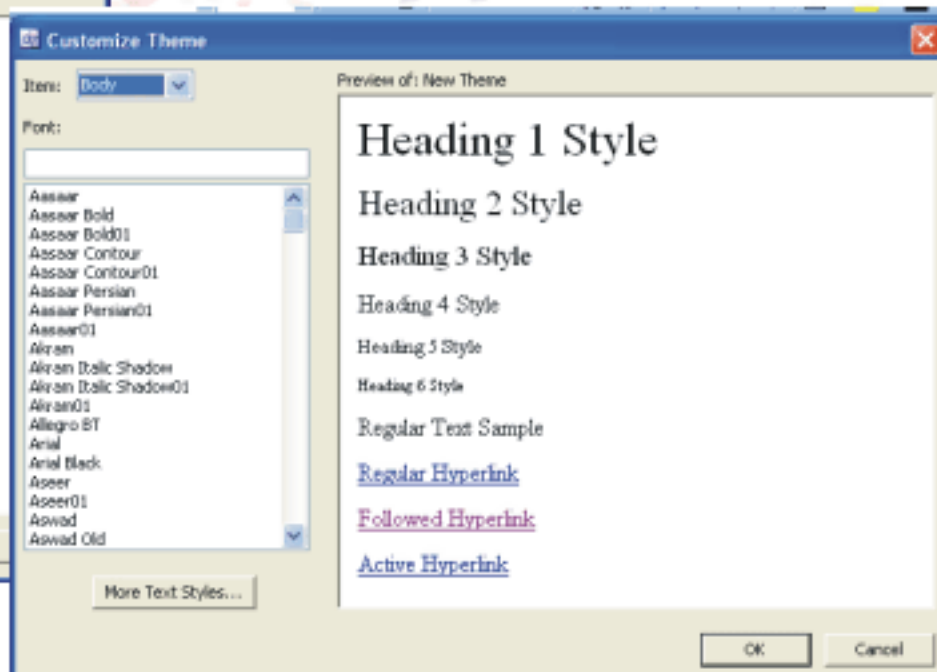 Customize Theme
Item: Body
Font:
Aasaar
Aasaar Bold
Aasaar Bold01
Aasaar Contour
Aasaar Contour01
Aasaar Persian
Aasaar Persian01
Aasaar01
Akram
Akram Italic Shadow
Akram Italic Shadow01
Akram01
Allegro BT
Arial
Arial Black
Aseer
Aseer01
Aswad
Aswad Old
More Text Styles...
Preview of: New Theme
Heading 1 Style
Heading 2 Style
Heading 3 Style
Heading 4 Style
Heading 5 Style
Heading 6 Style
Regular Text Sample
Regular Hyperlink
Followed Hyperlink
Active Hyperlink
OK
Cancel